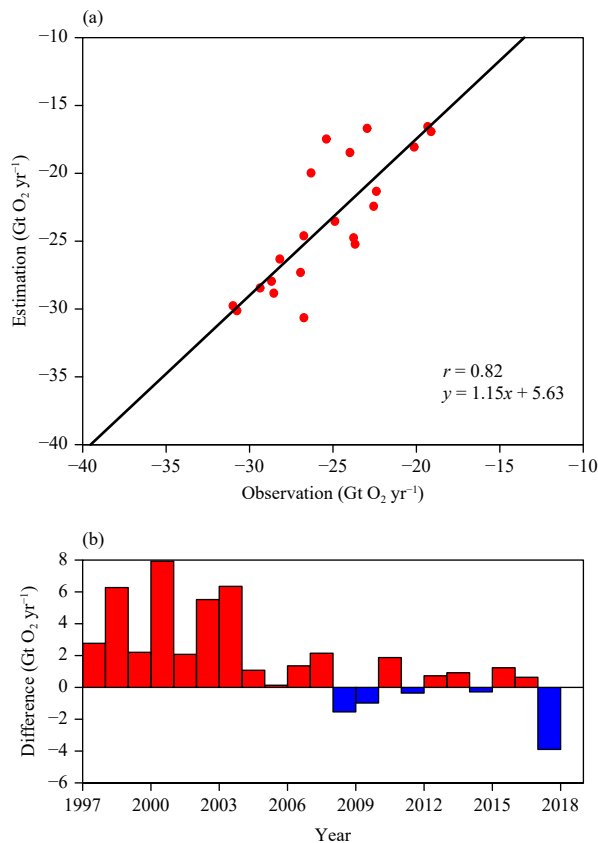 (a)
−10
−15
−20
−25
−30
−35
−40
Estimation (Gt O₂ yr⁻¹)
r = 0.82
y = 1.15x + 5.63
−40 −35 −30 −25 −20 −15 −10
Observation (Gt O₂ yr⁻¹)
(b)
8
6
4
2
0
−2
−4
−6
Difference (Gt O₂ yr⁻¹)
1997 2000 2003 2006 2009 2012 2015 2018
Year